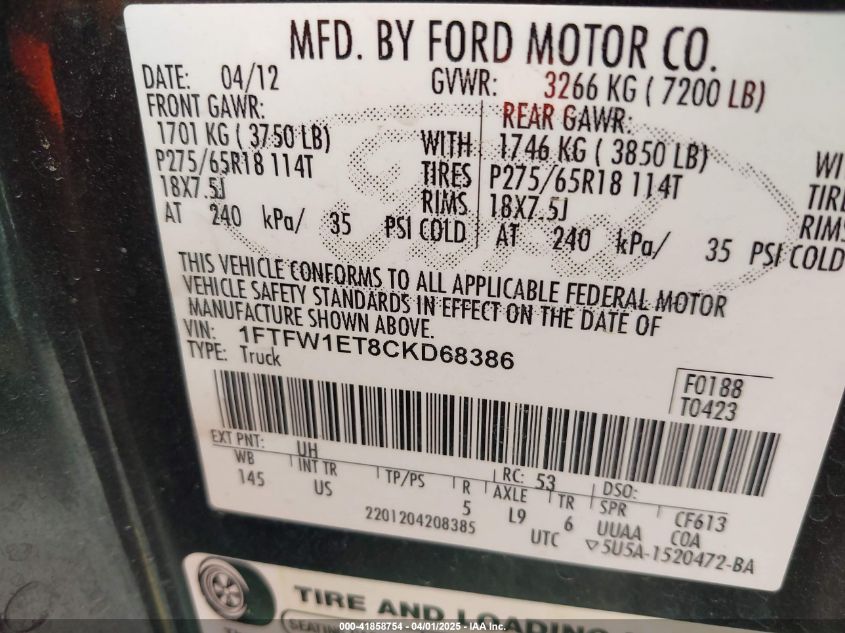 MFD. BY FORD MOTOR CO.
DATE: 04/12 GVWR: 3266 KG ( 7200 LB)
FRONT GAWR: REAR GAWR:
1701 KG ( 3750 LB) WITH 1746 KG ( 3850 LB) WI
P275/65R18 114T TIRES P275/65R18 114T TIRE
18X7.5J RIMS 18X7.5J RIMS
AT 240 kPa/ 35 PSI COLD AT 240 kPa/ 35 PSI COLD
THIS VEHICLE CONFORMS TO ALL APPLICABLE FEDERAL MOTOR
VEHICLE SAFETY STANDARDS IN EFFECT ON THE DATE OF
MANUFACTURE SHOWN ABOVE.
VIN: 1FTFW1ET8CKD68386
TYPE: Truck
F0188
T0423
EXT PNT: UH RC: 53 DSO:
WB INT TR TP/PS R AXLE TR SPR
145 US 5 L9 6 UUAA CF613
2201204208385 UTC COA
▽5U5A-1520472-BA
TIRE AND LOADING
SEATING
000-41858754 - 04/01/2025 - IAA Inc.